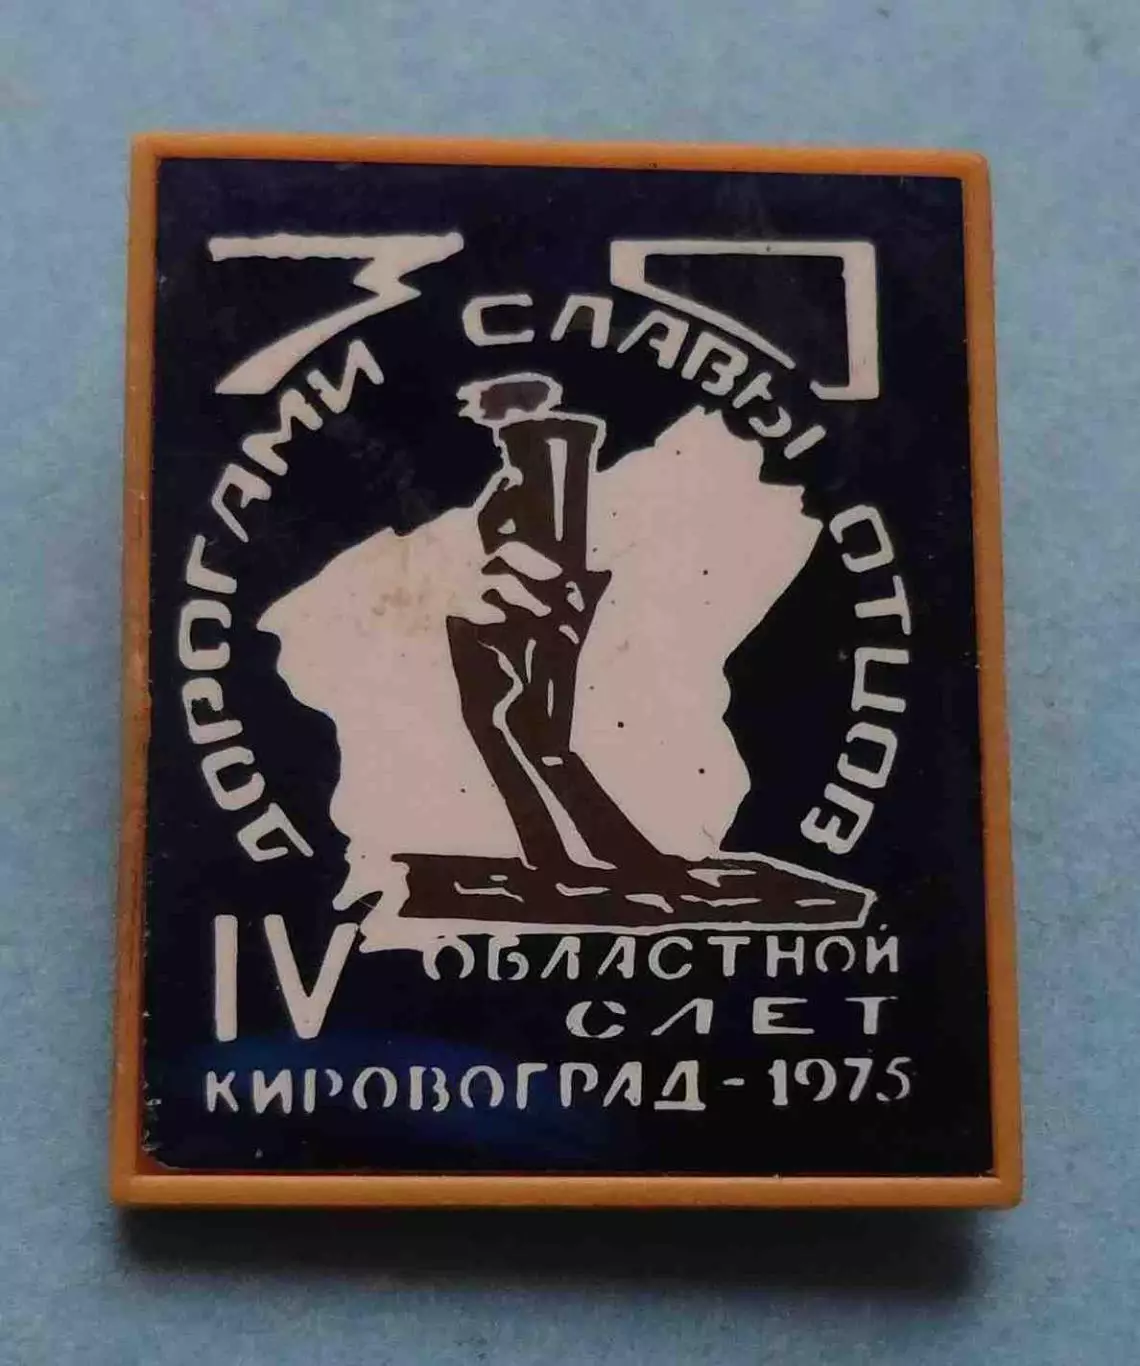 30
ДОРОГАМИ СЛАВЫ ОТЦОВ
IV ОБЛАСТНОЙ
СЛЕТ
КИРОВОГРАД - 1975